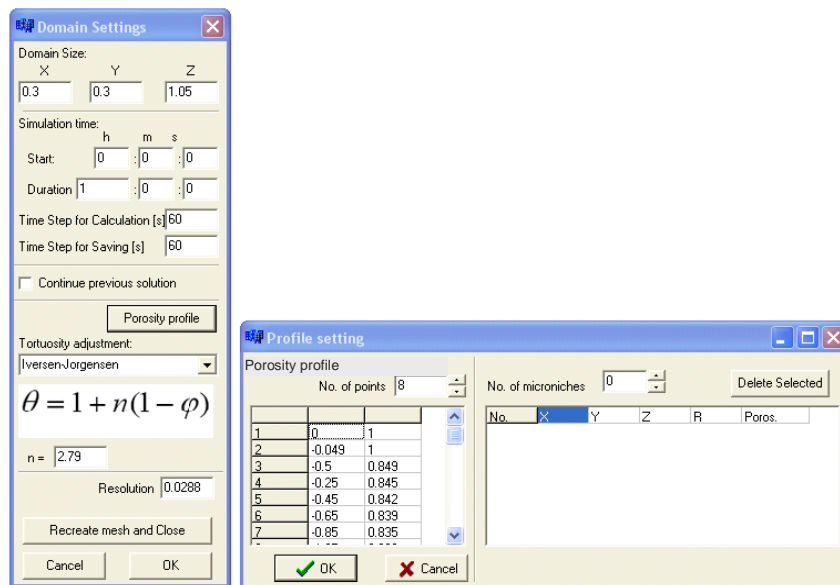 Domain Settings
Domain Size:
X Y Z
0.3 0.3 1.05
Simulation time:
h m s
Start: 0 : 0 : 0
Duration 1 : 0 : 0
Time Step for Calculation [s] 60
Time Step for Saving [s] 60
Continue previous solution
Porosity profile
Tortuosity adjustment:
Iversen-Jorgensen
θ = 1 + n(1 − φ)
n = 2.79
Resolution 0.0288
Recreate mesh and Close
Cancel OK
Profile setting
Porosity profile
No. of points 8
1 0 1
2 -0.049 1
3 -0.5 0.849
4 -0.25 0.845
5 -0.45 0.842
6 -0.65 0.839
7 -0.85 0.835
OK Cancel
No. of microniches 0 Delete Selected
No. X Y Z R Poros.